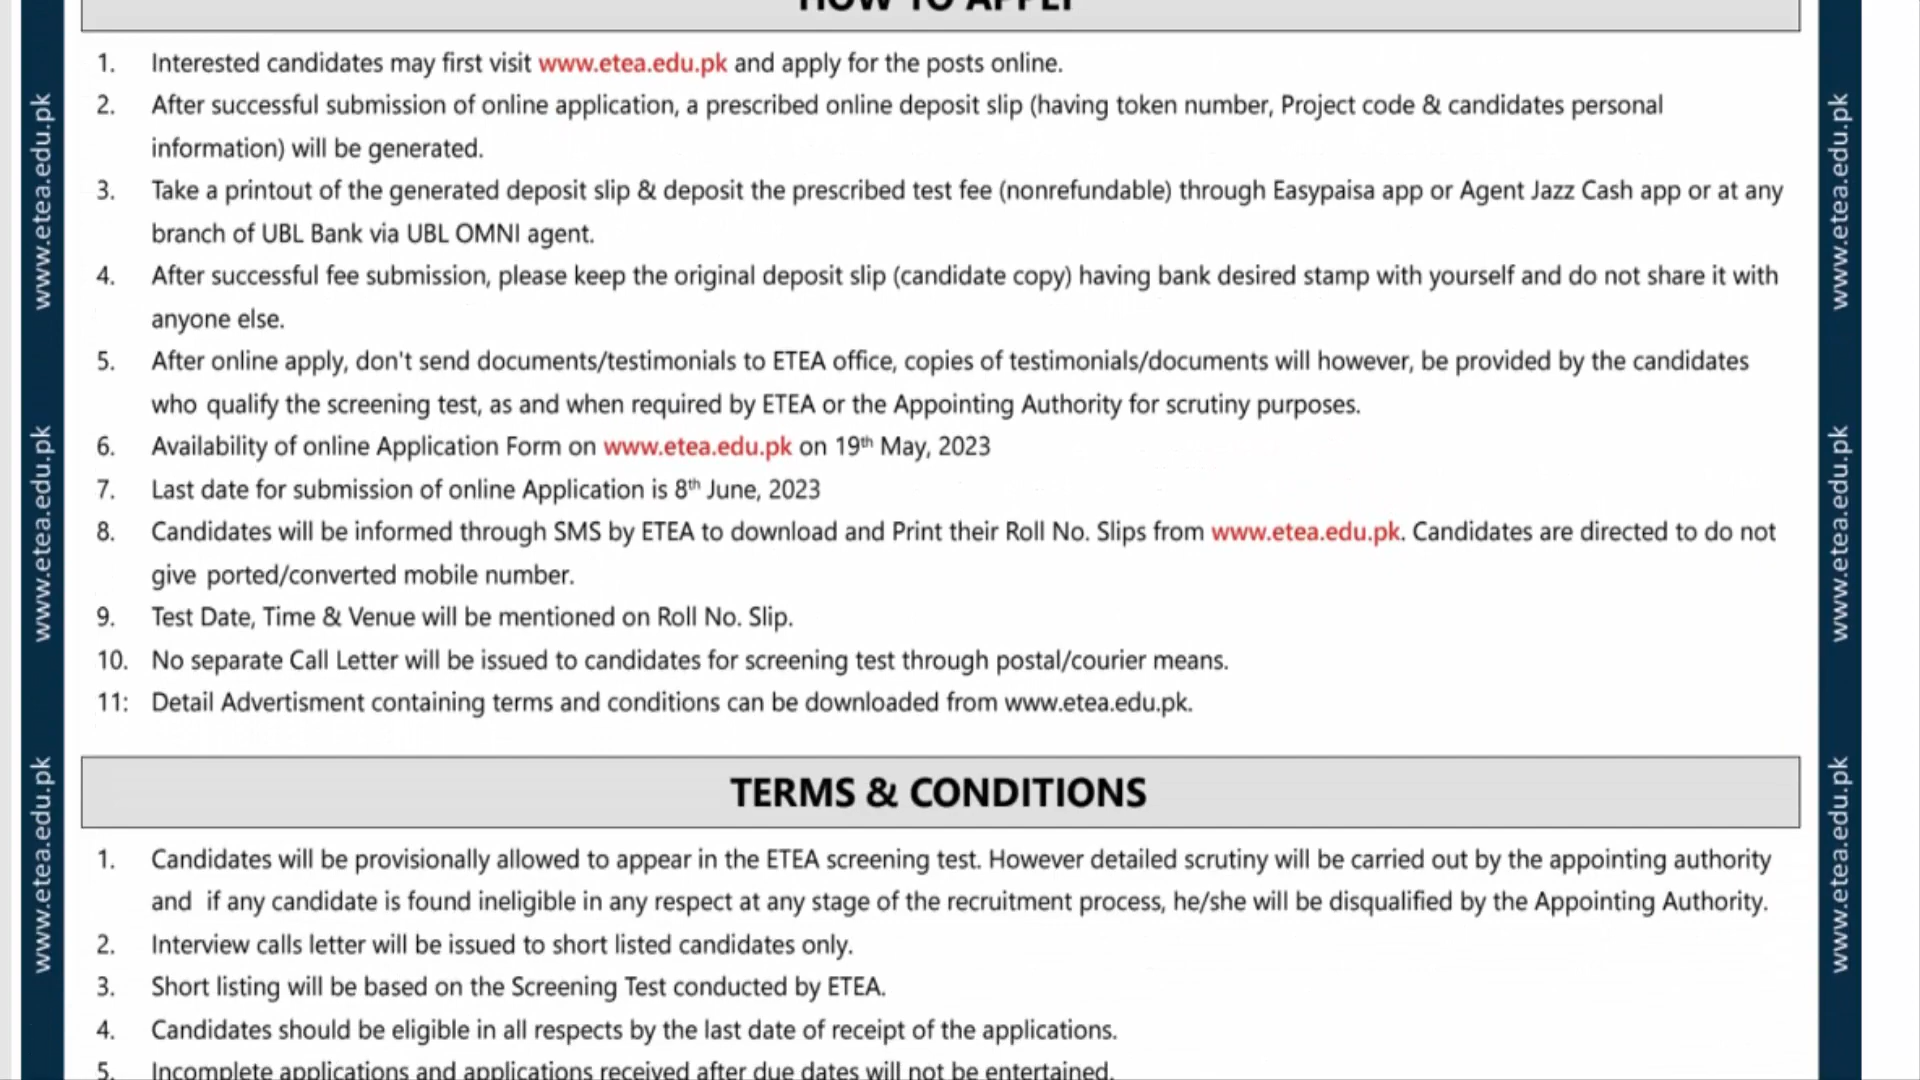 HOW TO APPLY
1. Interested candidates may first visit www.etea.edu.pk and apply for the posts online.
2. After successful submission of online application, a prescribed online deposit slip (having token number, Project code & candidates personal
information) will be generated.
3. Take a printout of the generated deposit slip & deposit the prescribed test fee (nonrefundable) through Easypaisa app or Agent Jazz Cash app or at any
branch of UBL Bank via UBL OMNI agent.
4. After successful fee submission, please keep the original deposit slip (candidate copy) having bank desired stamp with yourself and do not share it with
anyone else.
5. After online apply, don't send documents/testimonials to ETEA office, copies of testimonials/documents will however, be provided by the candidates
who qualify the screening test, as and when required by ETEA or the Appointing Authority for scrutiny purposes.
6. Availability of online Application Form on www.etea.edu.pk on 19th May, 2023
7. Last date for submission of online Application is 8th June, 2023
8. Candidates will be informed through SMS by ETEA to download and Print their Roll No. Slips from www.etea.edu.pk. Candidates are directed to do not
give ported/converted mobile number.
9. Test Date, Time & Venue will be mentioned on Roll No. Slip.
10. No separate Call Letter will be issued to candidates for screening test through postal/courier means.
11: Detail Advertisment containing terms and conditions can be downloaded from www.etea.edu.pk.
TERMS & CONDITIONS
1. Candidates will be provisionally allowed to appear in the ETEA screening test. However detailed scrutiny will be carried out by the appointing authority
and if any candidate is found ineligible in any respect at any stage of the recruitment process, he/she will be disqualified by the Appointing Authority.
2. Interview calls letter will be issued to short listed candidates only.
3. Short listing will be based on the Screening Test conducted by ETEA.
4. Candidates should be eligible in all respects by the last date of receipt of the applications.
5. Incomplete applications and applications received after due dates will not be entertained.
www.etea.edu.pk
www.etea.edu.pk
www.etea.edu.pk
www.etea.edu.pk
www.etea.edu.pk
www.etea.edu.pk